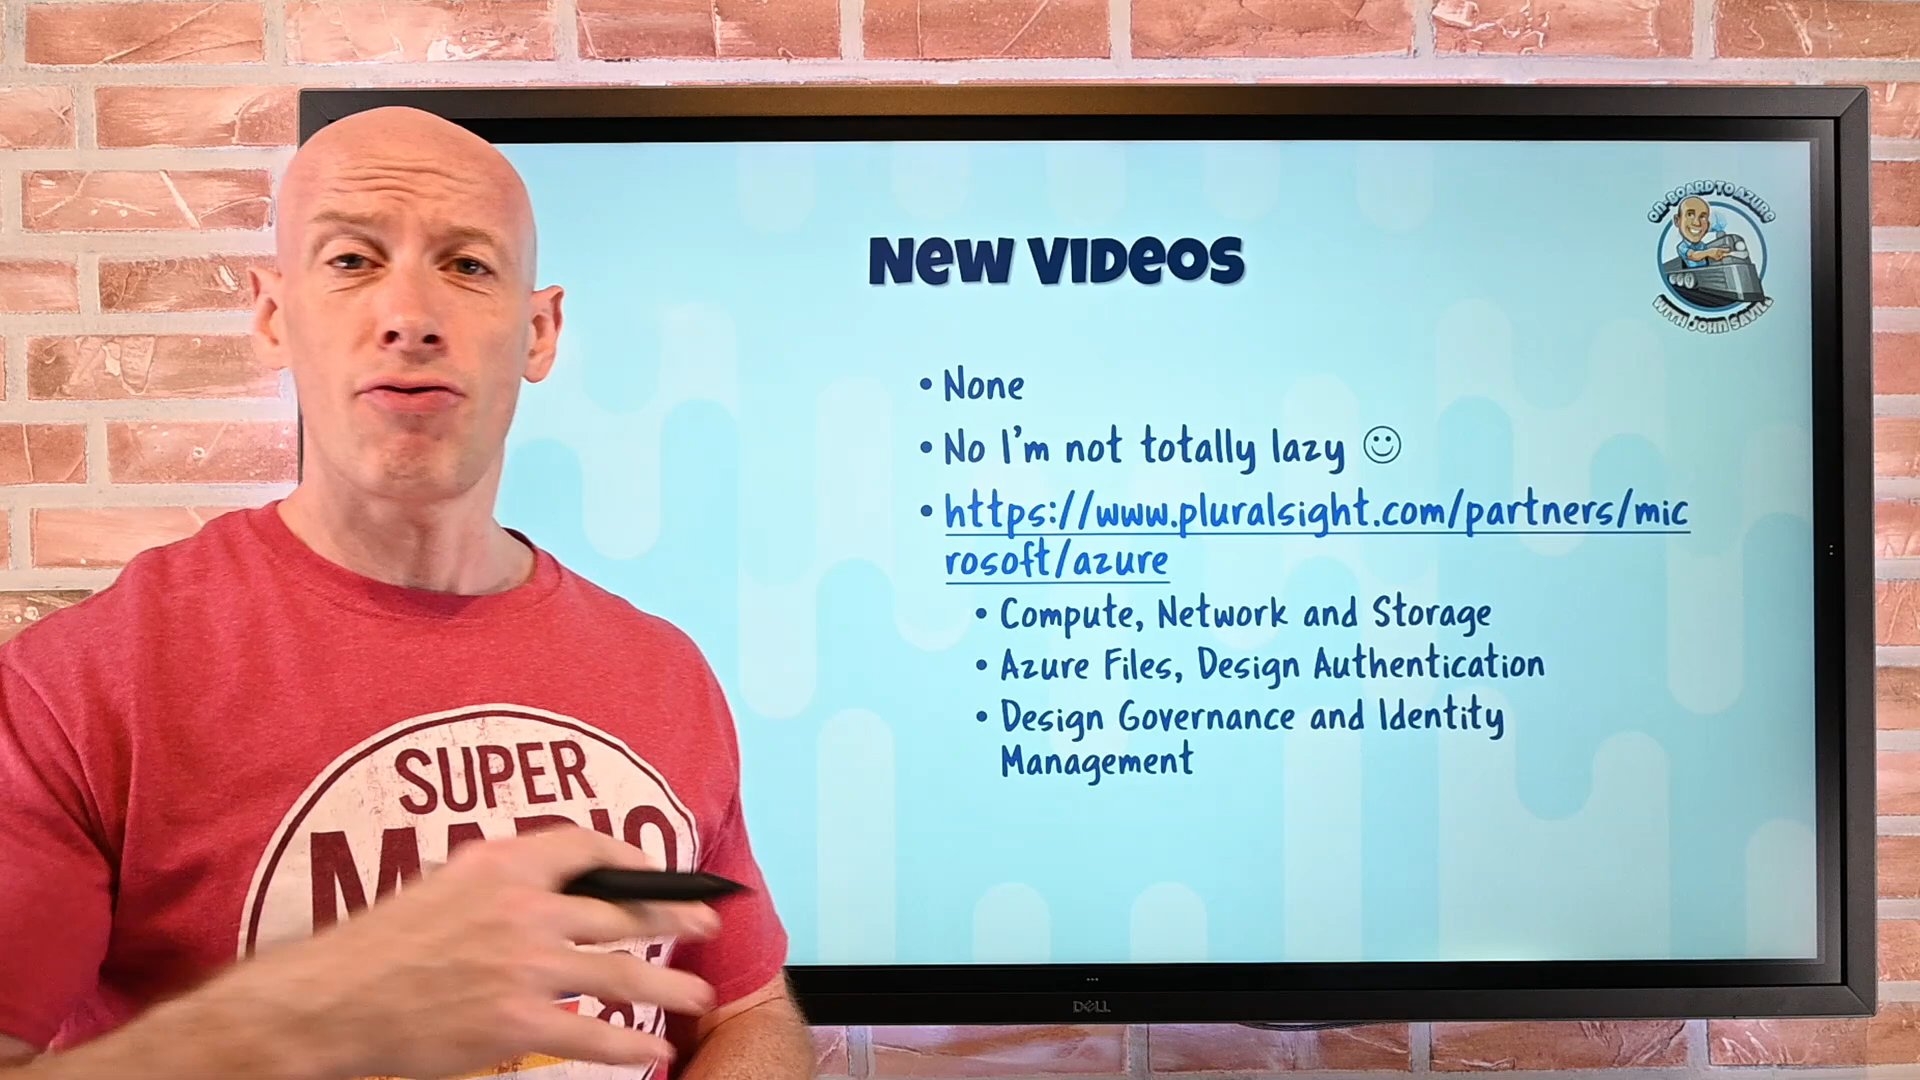 New Videos
ON-BOARD TO AZURE
WITH JOHN SAVILL
• None
• No I'm not totally lazy ☺
• https://www.pluralsight.com/partners/mic
rosoft/azure
• Compute, Network and Storage
• Azure Files, Design Authentication
• Design Governance and Identity
Management
SUPER
MARIO
DELL